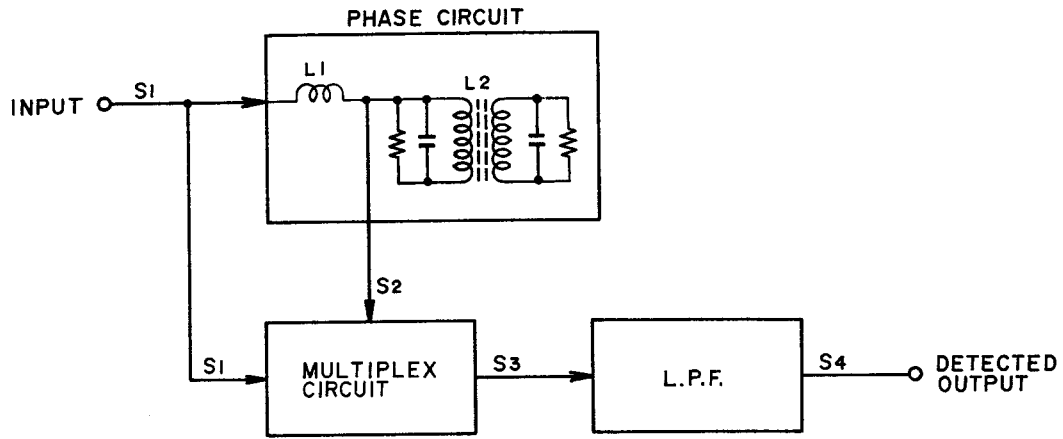 PHASE CIRCUIT
L1
L2
INPUT
S1
S2
S1
MULTIPLEX
CIRCUIT
S3
L.P.F.
S4
DETECTED
OUTPUT